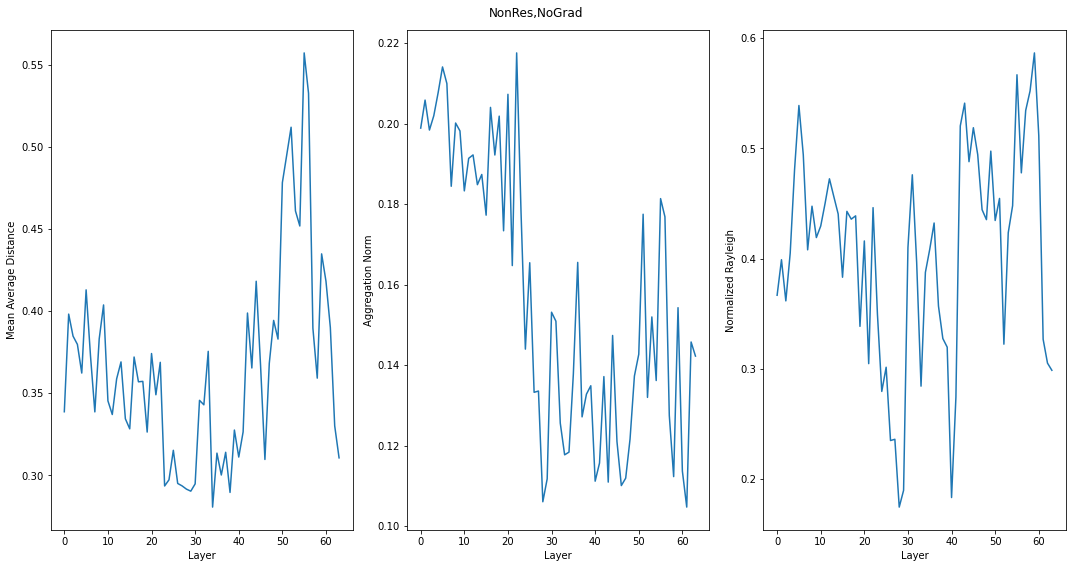 NonRes,NoGrad
Mean Average Distance
0.55
0.50
0.45
0.40
0.35
0.30
0 10 20 30 40 50 60
Layer
Aggregation Norm
0.22
0.20
0.18
0.16
0.14
0.12
0.10
0 10 20 30 40 50 60
Layer
Normalized Rayleigh
0.6
0.5
0.4
0.3
0.2
0 10 20 30 40 50 60
Layer